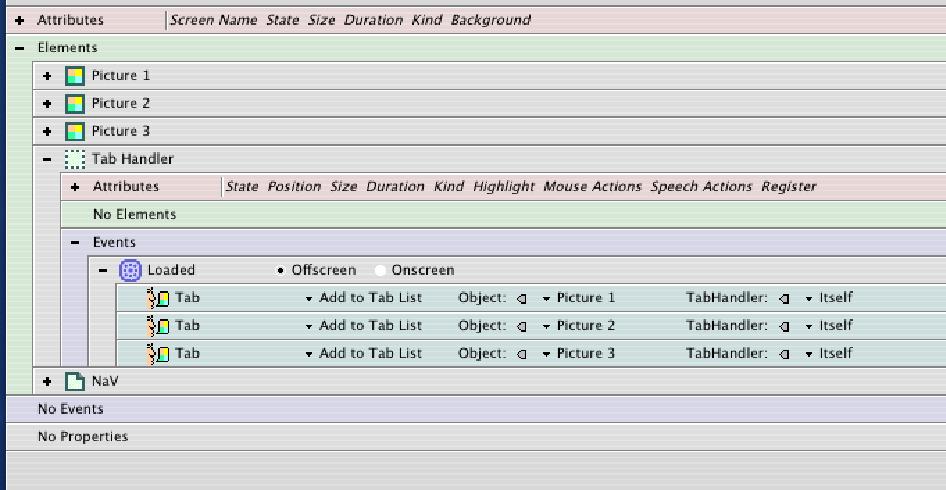 Attributes Screen Name State Size Duration Kind Background
Elements
Picture 1
Picture 2
Picture 3
Tab Handler
Attributes State Position Size Duration Kind Highlight Mouse Actions Speech Actions Register
No Elements
Events
Loaded Offscreen Onscreen
Tab Add to Tab List Object: Picture 1 TabHandler: Itself
Tab Add to Tab List Object: Picture 2 TabHandler: Itself
Tab Add to Tab List Object: Picture 3 TabHandler: Itself
NaV
No Events
No Properties